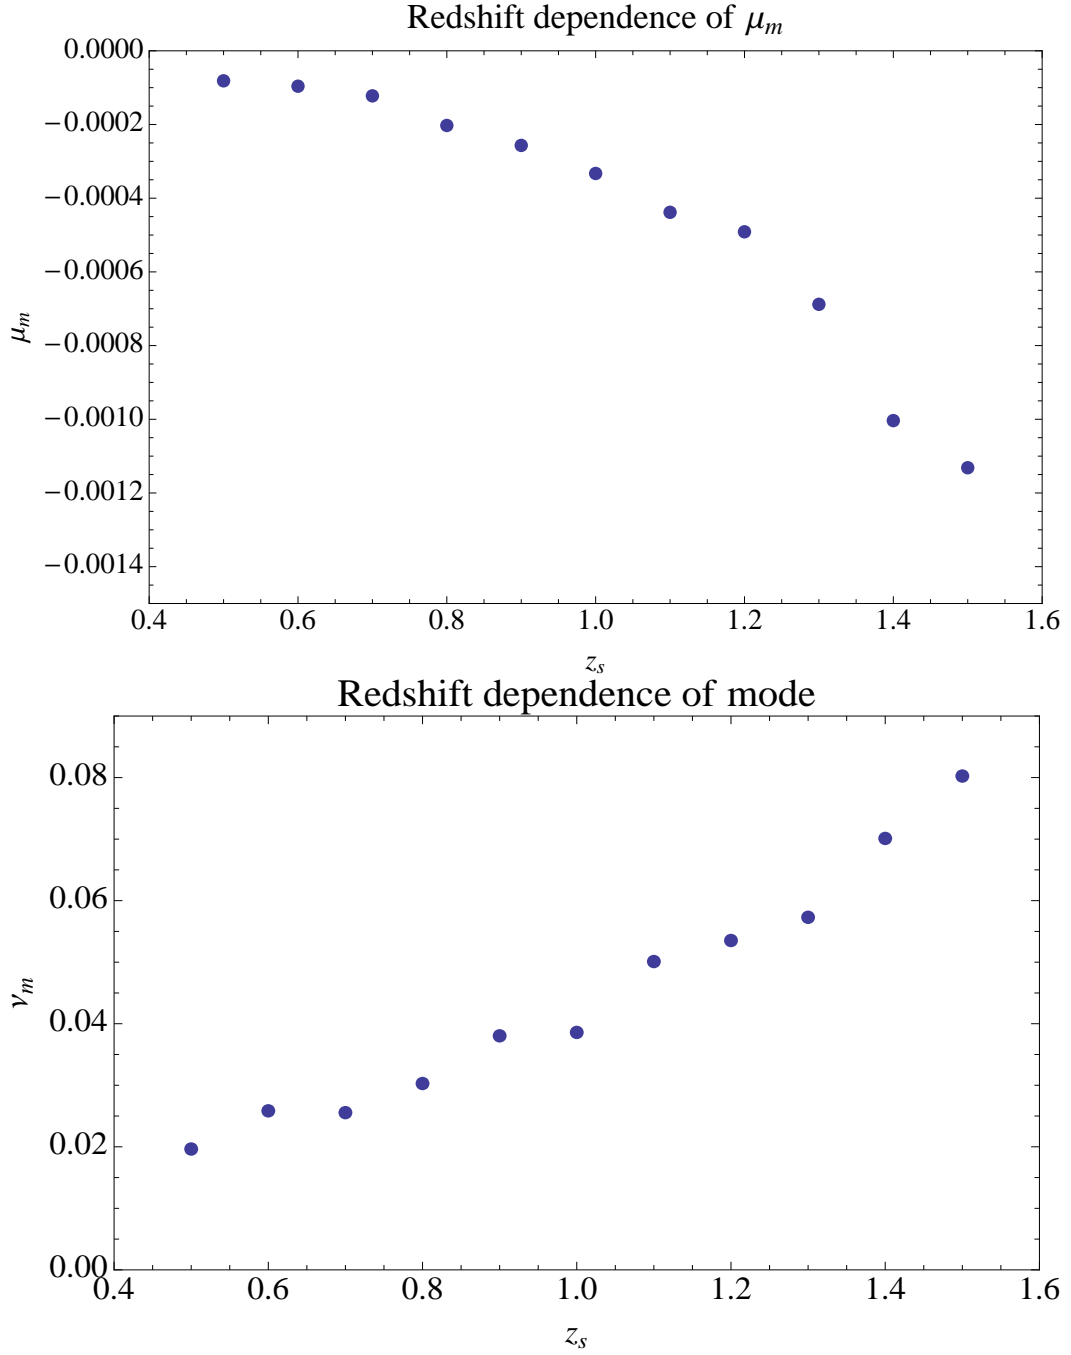 Redshift dependence of μm
0.0000
−0.0002
−0.0004
−0.0006
−0.0008
−0.0010
−0.0012
−0.0014
μm
0.4 0.6 0.8 1.0 1.2 1.4 1.6
zs
Redshift dependence of mode
0.08
0.06
0.04
0.02
0.00
νm
0.4 0.6 0.8 1.0 1.2 1.4 1.6
zs